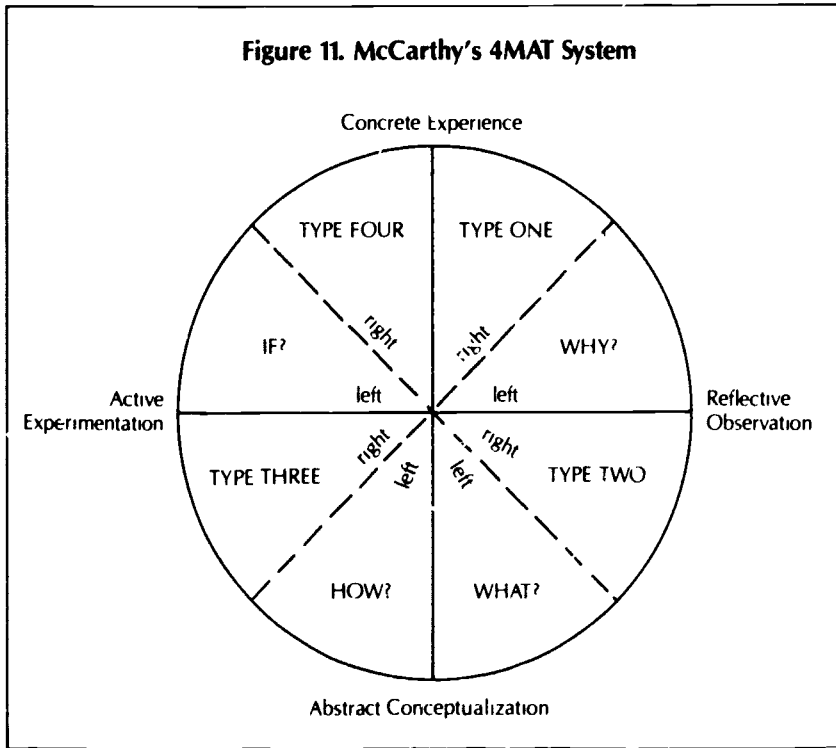 Figure 11. McCarthy's 4MAT System
Concrete Experience
TYPE FOUR
TYPE ONE
right
right
IF?
WHY?
left
left
Active
Experimentation
Reflective
Observation
right
left
left
right
TYPE THREE
TYPE TWO
HOW?
WHAT?
Abstract Conceptualization